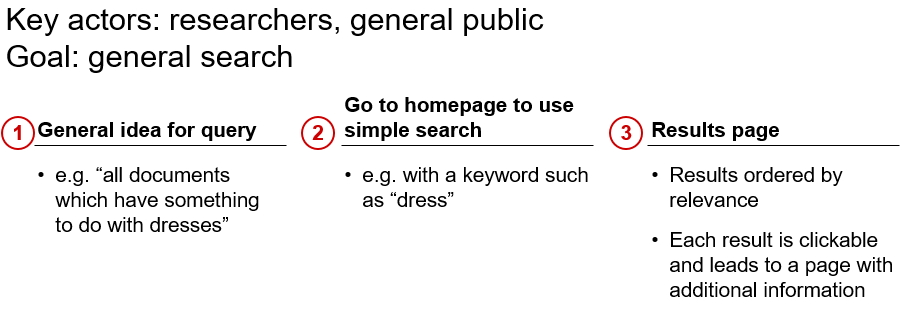 Key actors: researchers, general public
Goal: general search
1 General idea for query
• e.g. “all documents
which have something
to do with dresses”
2 Go to homepage to use
simple search
• e.g. with a keyword such
as “dress”
3 Results page
• Results ordered by
relevance
• Each result is clickable
and leads to a page with
additional information